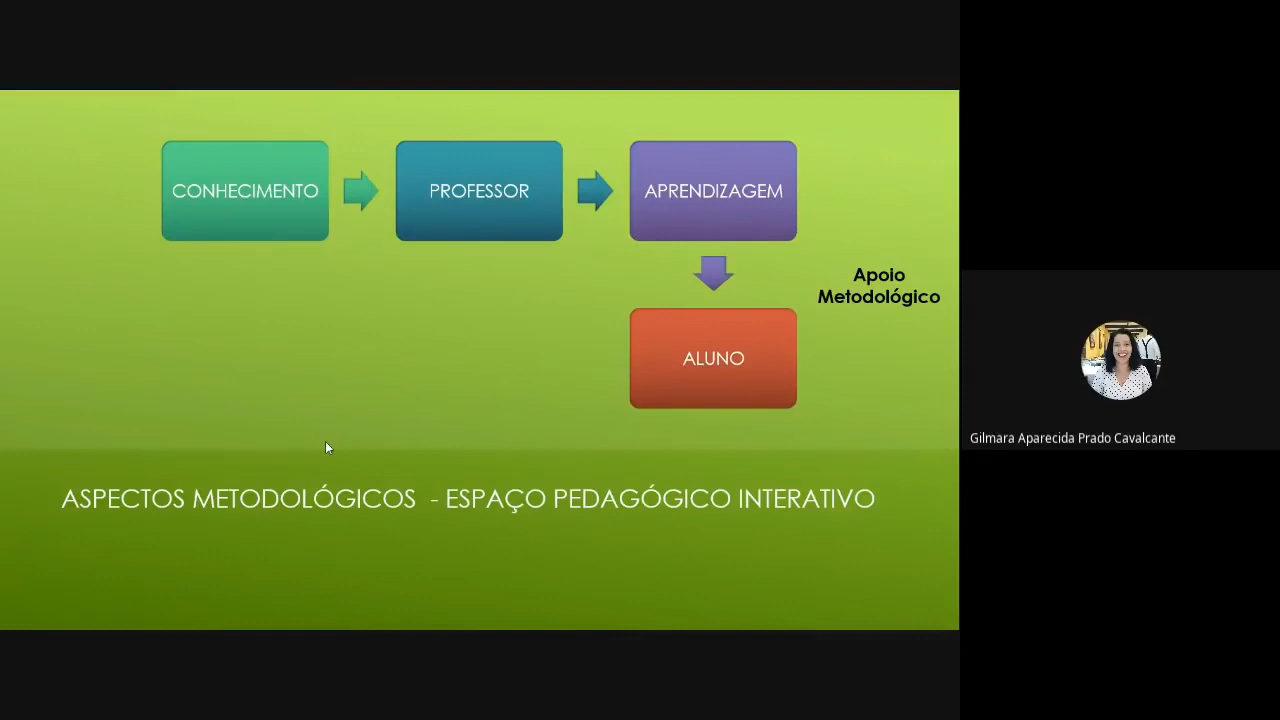 CONHECIMENTO
PROFESSOR
APRENDIZAGEM
Apoio
Metodológico
ALUNO
Gilmara Aparecida Prado Cavalcante
ASPECTOS METODOLÓGICOS - ESPAÇO PEDAGÓGICO INTERATIVO